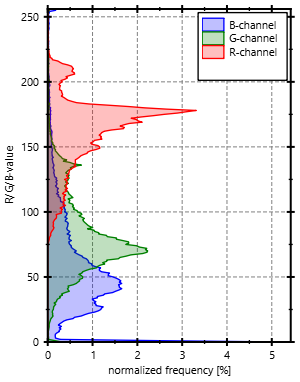 250
200
150
100
50
0
R/G/B-value
B-channel
G-channel
R-channel
0 1 2 3 4 5
normalized frequency [%]